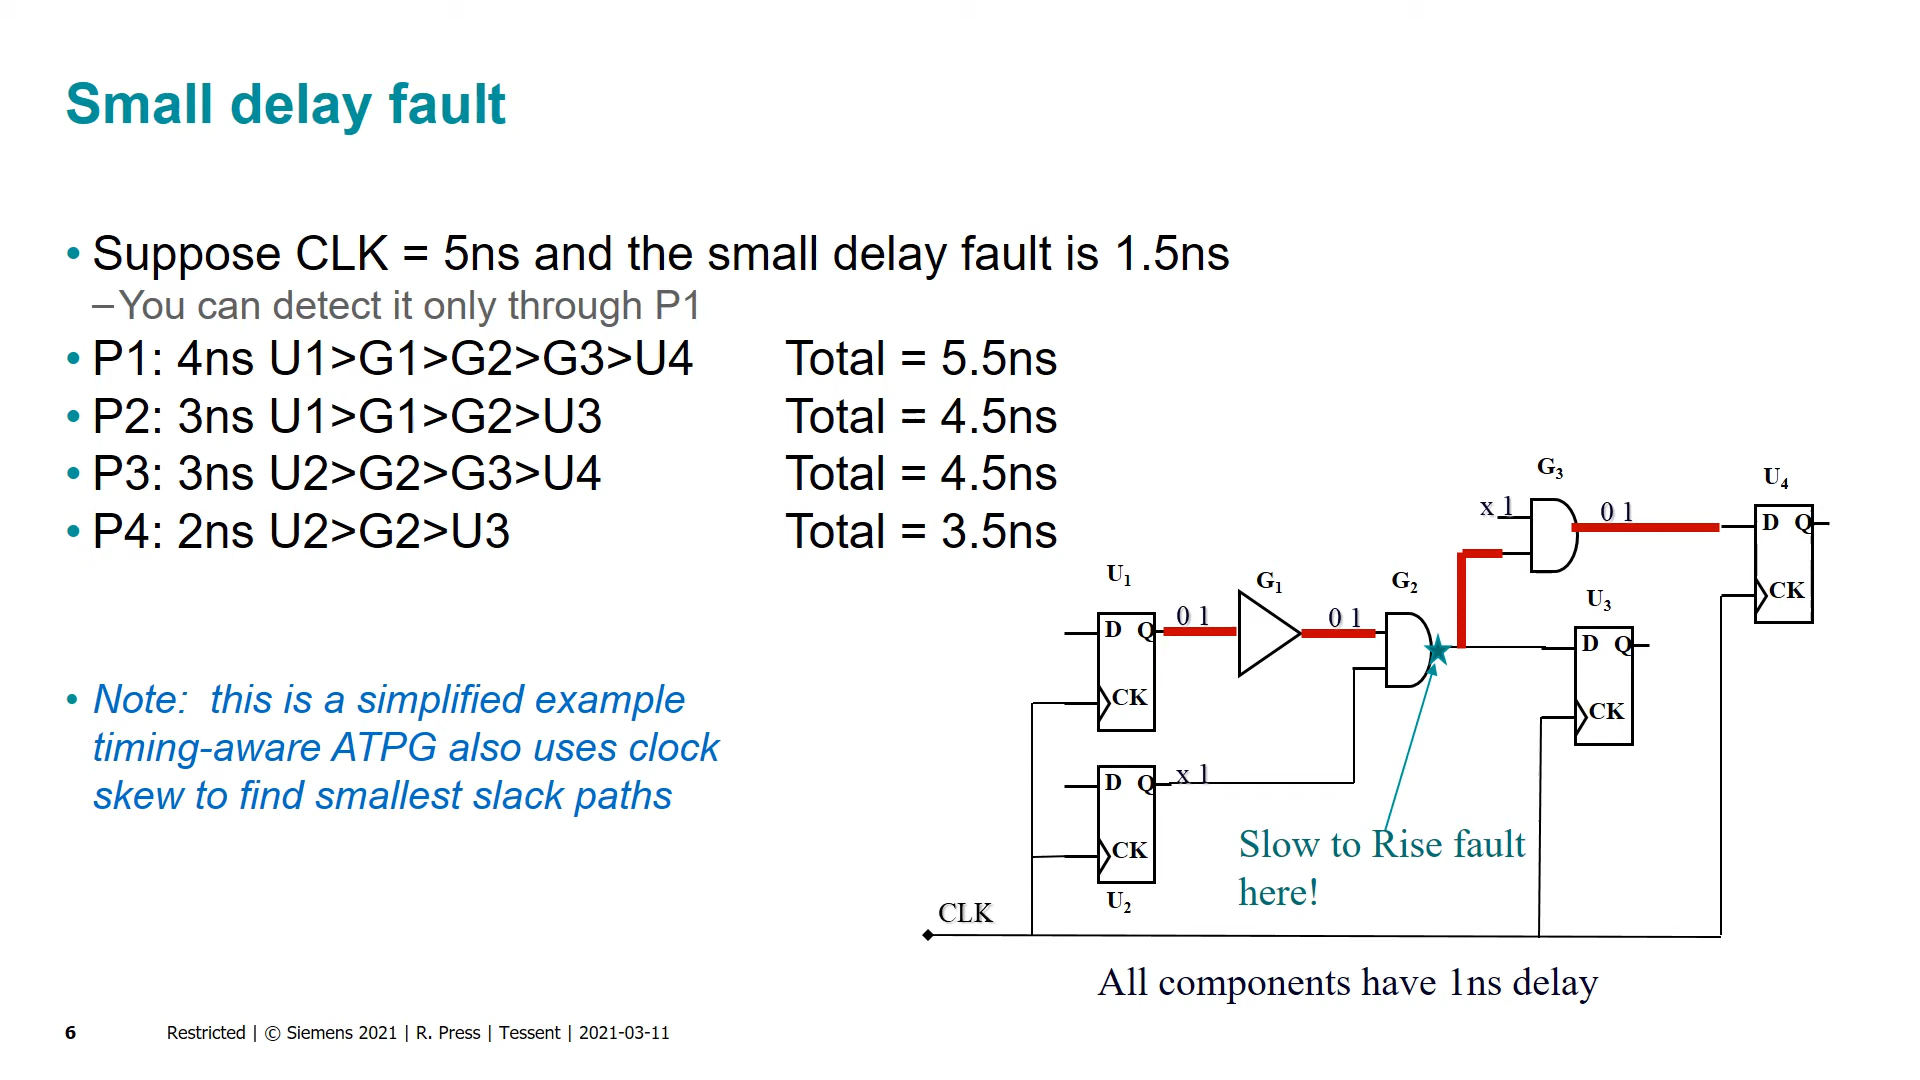 Small delay fault
• Suppose CLK = 5ns and the small delay fault is 1.5ns
–You can detect it only through P1
• P1: 4ns U1>G1>G2>G3>U4 Total = 5.5ns
• P2: 3ns U1>G1>G2>U3 Total = 4.5ns
• P3: 3ns U2>G2>G3>U4 Total = 4.5ns
• P4: 2ns U2>G2>U3 Total = 3.5ns
• Note: this is a simplified example
timing-aware ATPG also uses clock
skew to find smallest slack paths
G3
U4
x 1
0 1
D Q
CK
U1
G1
G2
U3
D Q
0 1
0 1
D Q
CK
CK
D Q
x 1
CK
U2
Slow to Rise fault
here!
CLK
All components have 1ns delay
6 Restricted | © Siemens 2021 | R. Press | Tessent | 2021-03-11